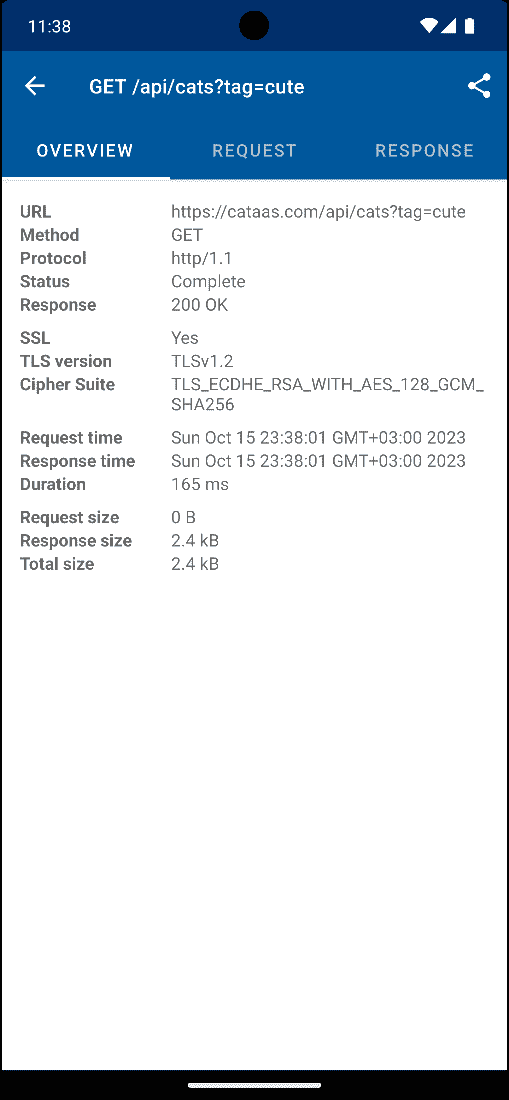 11:38
GET /api/cats?tag=cute
OVERVIEW REQUEST RESPONSE
URL https://cataas.com/api/cats?tag=cute
Method GET
Protocol http/1.1
Status Complete
Response 200 OK
SSL Yes
TLS version TLSv1.2
Cipher Suite TLS_ECDHE_RSA_WITH_AES_128_GCM_
SHA256
Request time Sun Oct 15 23:38:01 GMT+03:00 2023
Response time Sun Oct 15 23:38:01 GMT+03:00 2023
Duration 165 ms
Request size 0 B
Response size 2.4 kB
Total size 2.4 kB